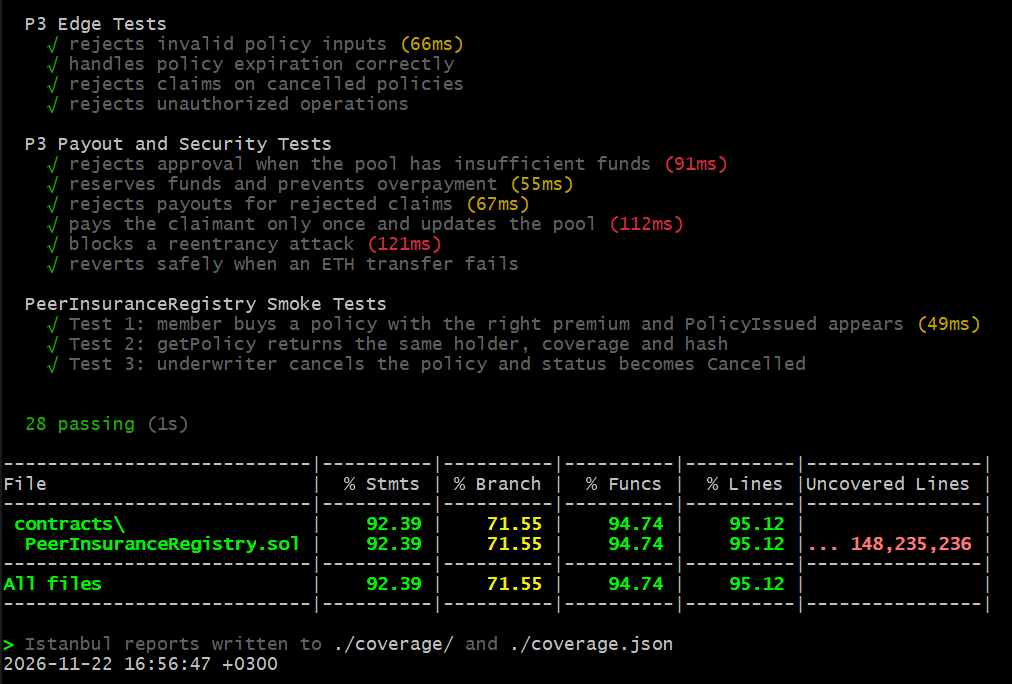 P3 Edge Tests
√ rejects invalid policy inputs (66ms)
√ handles policy expiration correctly
√ rejects claims on cancelled policies
√ rejects unauthorized operations
P3 Payout and Security Tests
√ rejects approval when the pool has insufficient funds (91ms)
√ reserves funds and prevents overpayment (55ms)
√ rejects payouts for rejected claims (67ms)
√ pays the claimant only once and updates the pool (112ms)
√ blocks a reentrancy attack (121ms)
√ reverts safely when an ETH transfer fails
PeerInsuranceRegistry Smoke Tests
√ Test 1: member buys a policy with the right premium and PolicyIssued appears (49ms)
√ Test 2: getPolicy returns the same holder, coverage and hash
√ Test 3: underwriter cancels the policy and status becomes Cancelled
28 passing (1s)
----------------------------|----------|----------|----------|----------|----------------|
File                        |  % Stmts | % Branch |  % Funcs |  % Lines |Uncovered Lines |
----------------------------|----------|----------|----------|----------|----------------|
contracts\                  |    92.39 |    71.55 |    94.74 |    95.12 |                |
PeerInsuranceRegistry.sol   |    92.39 |    71.55 |    94.74 |    95.12 |... 148,235,236 |
----------------------------|----------|----------|----------|----------|----------------|
All files                   |    92.39 |    71.55 |    94.74 |    95.12 |                |
----------------------------|----------|----------|----------|----------|----------------|
> Istanbul reports written to ./coverage/ and ./coverage.json
2026-11-22 16:56:47 +0300